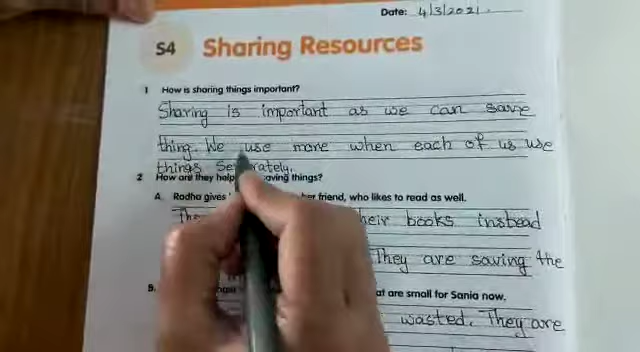 Date: 4/3/2021.
S4 Sharing Resources
1 How is sharing things important?
Sharing is important as we can save
thing. We use more when each of us use
things Seperately.
2 How are they help saving things?
A. Radha gives her friend, who likes to read as well.
their books instead
They are saving the
B. at are small for Sania now.
wasted. They are